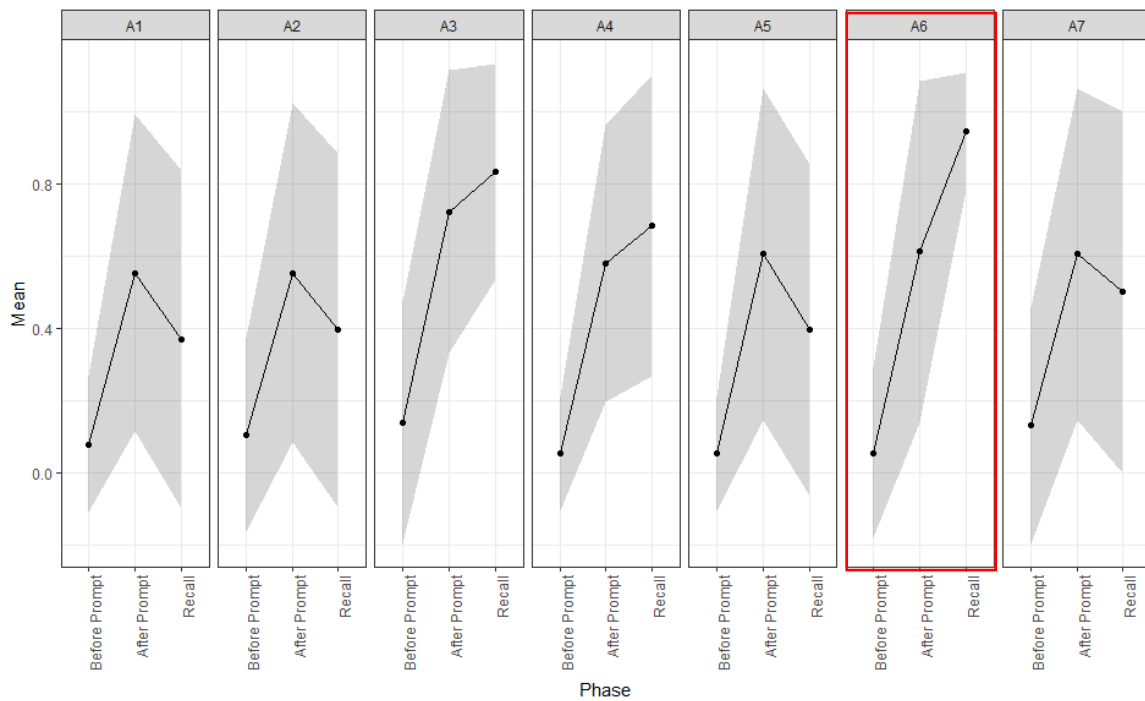 A1 A2 A3 A4 A5 A6 A7
0.8
0.4
0.0
Mean
Before Prompt After Prompt Recall Before Prompt After Prompt Recall Before Prompt After Prompt Recall Before Prompt After Prompt Recall Before Prompt After Prompt Recall Before Prompt After Prompt Recall Before Prompt After Prompt Recall
Phase